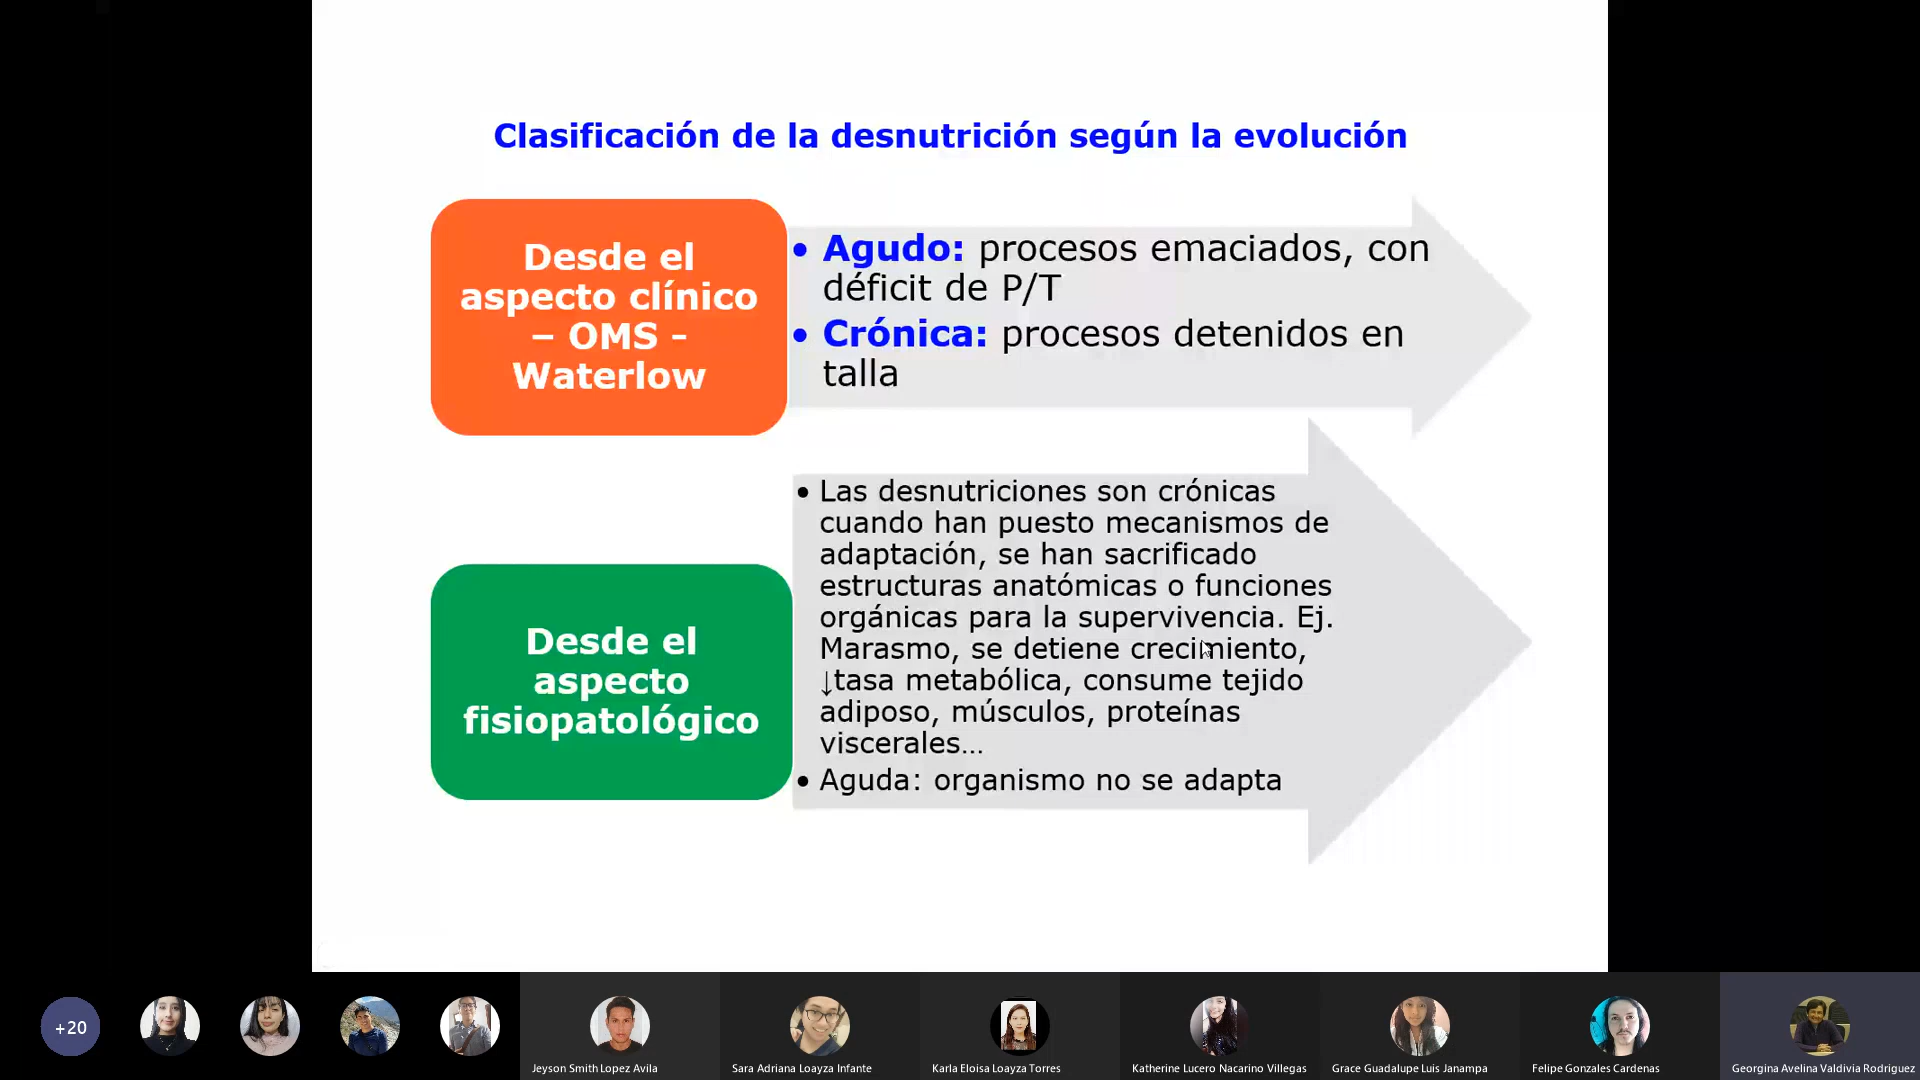 Clasificación de la desnutrición según la evolución
Desde el
aspecto clínico
– OMS -
Waterlow
• Agudo: procesos emaciados, con
déficit de P/T
• Crónica: procesos detenidos en
talla
Desde el
aspecto
fisiopatológico
• Las desnutriciones son crónicas
cuando han puesto mecanismos de
adaptación, se han sacrificado
estructuras anatómicas o funciones
orgánicas para la supervivencia. Ej.
Marasmo, se detiene crecimiento,
↓tasa metabólica, consume tejido
adiposo, músculos, proteínas
viscerales...
• Aguda: organismo no se adapta
+20
Jeyson Smith Lopez Avila
Sara Adriana Loayza Infante
Karla Eloisa Loayza Torres
Katherine Lucero Nacarino Villegas
Grace Guadalupe Luis Janampa
Felipe Gonzales Cardenas
Georgina Avelina Valdivia Rodriguez